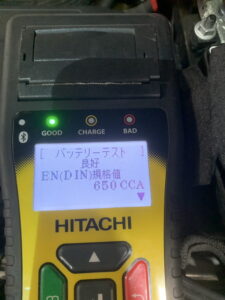 GOOD CHARGE BAD
[ バッテリーテスト ]
良好
EN(DIN)規格値
650CCA
▼
HITACHI